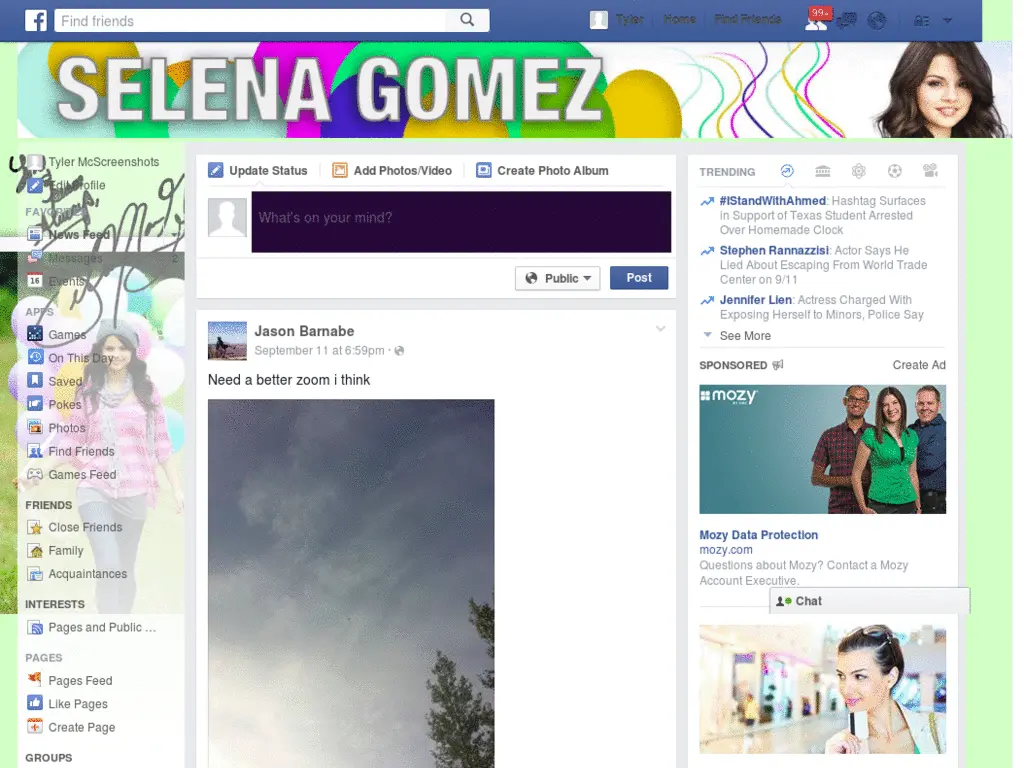 Find friends
Tyler
Home
Find Friends
99+
SELENA GOMEZ
Tyler McScreenshots
Edit Profile
FAVORITES
News Feed
Messages
2
16
Events
APPS
Games
On This Day
Saved
Pokes
Photos
Find Friends
Games Feed
FRIENDS
Close Friends
Family
Acquaintances
INTERESTS
Pages and Public ...
PAGES
Pages Feed
Like Pages
Create Page
GROUPS
Update Status
Add Photos/Video
Create Photo Album
What's on your mind?
Public
Post
Jason Barnabe
September 11 at 6:59pm ·
Need a better zoom i think
TRENDING
#IStandWithAhmed: Hashtag Surfaces
in Support of Texas Student Arrested
Over Homemade Clock
Stephen Rannazzisi: Actor Says He
Lied About Escaping From World Trade
Center on 9/11
Jennifer Lien: Actress Charged With
Exposing Herself to Minors, Police Say
See More
SPONSORED
Create Ad
mozy
Mozy Data Protection
mozy.com
Questions about Mozy? Contact a Mozy
Account Executive.
Chat